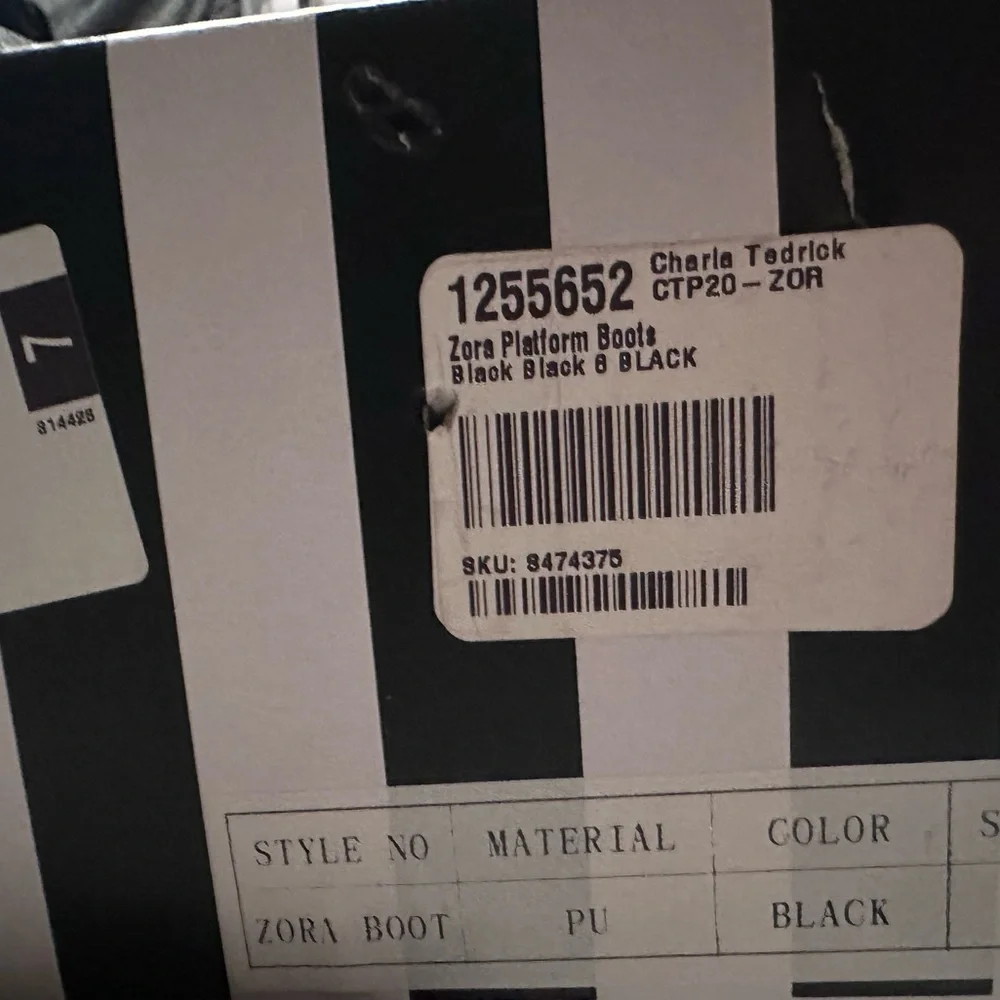 7
314428
1255652 Charla Tedrick
CTP20-ZOR
Zora Platform Boots
Black Black 6 BLACK
SKU: 8474375
STYLE NO MATERIAL COLOR S
ZORA BOOT PU BLACK